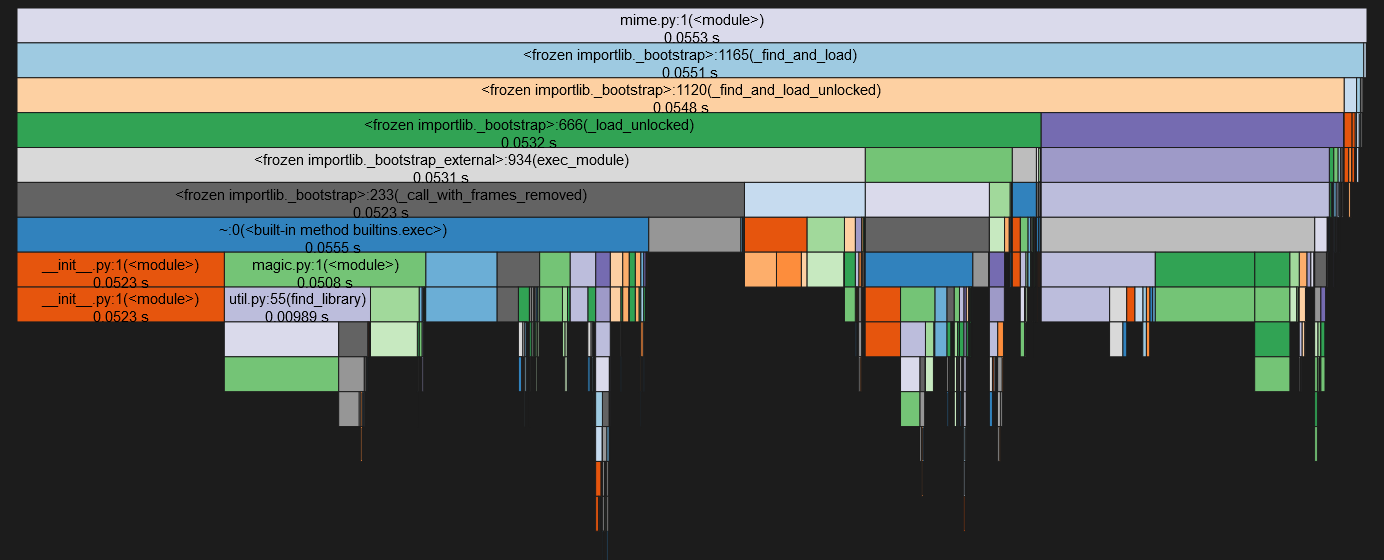 mime.py:1(<module>)
0.0553 s
<frozen importlib._bootstrap>:1165(_find_and_load)
0.0551 s
<frozen importlib._bootstrap>:1120(_find_and_load_unlocked)
0.0548 s
<frozen importlib._bootstrap>:666(_load_unlocked)
0.0532 s
<frozen importlib._bootstrap_external>:934(exec_module)
0.0531 s
<frozen importlib._bootstrap>:233(_call_with_frames_removed)
0.0523 s
~:0(<built-in method builtins.exec>)
0.0555 s
__init__.py:1(<module>) magic.py:1(<module>)
0.0523 s 0.0508 s
__init__.py:1(<module>) util.py:55(find_library)
0.0523 s 0.00989 s